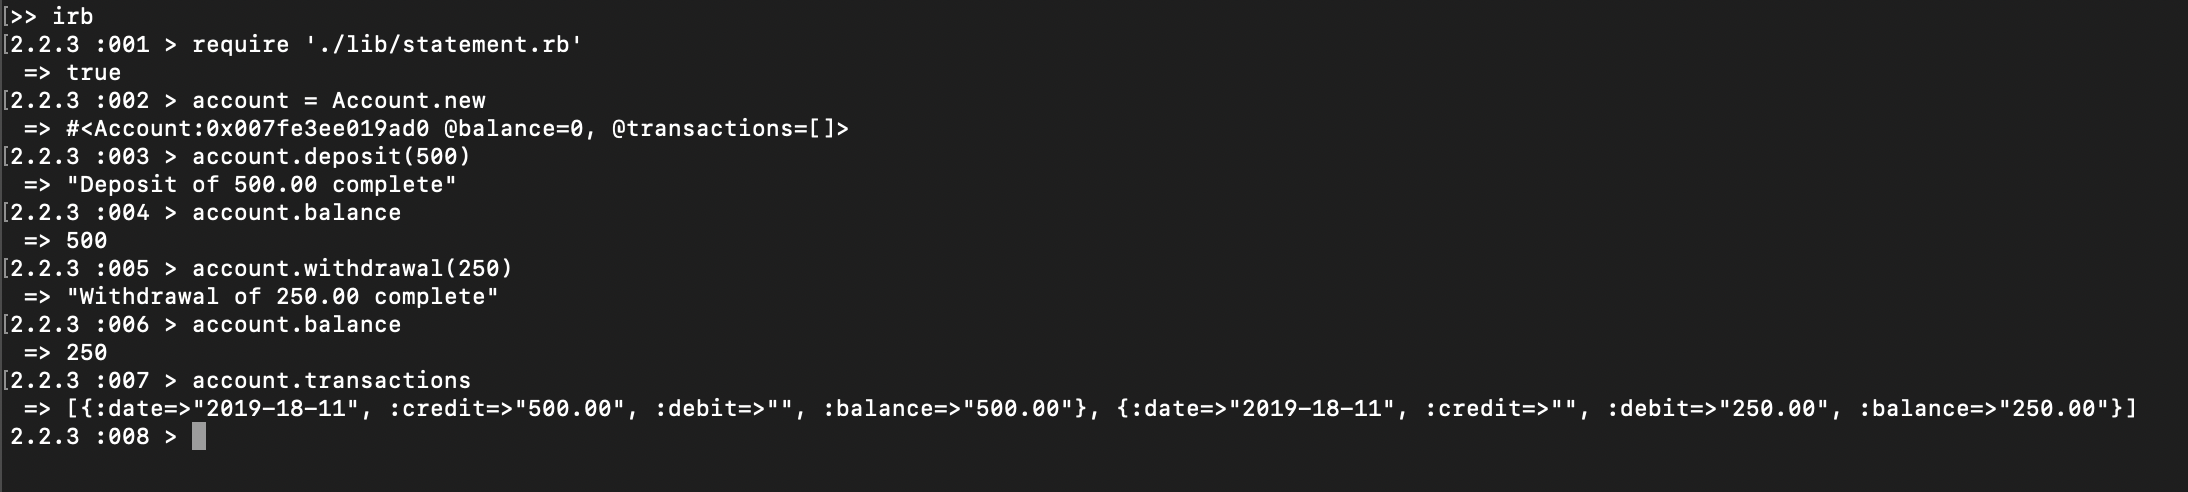 [>> irb
[2.2.3 :001 > require './lib/statement.rb'
 => true
[2.2.3 :002 > account = Account.new
 => #<Account:0x007fe3ee019ad0 @balance=0, @transactions=[]>
[2.2.3 :003 > account.deposit(500)
 => "Deposit of 500.00 complete"
[2.2.3 :004 > account.balance
 => 500
[2.2.3 :005 > account.withdrawal(250)
 => "Withdrawal of 250.00 complete"
[2.2.3 :006 > account.balance
 => 250
[2.2.3 :007 > account.transactions
 => [{:date=>"2019-18-11", :credit=>"500.00", :debit=>"", :balance=>"500.00"}, {:date=>"2019-18-11", :credit=>"", :debit=>"250.00", :balance=>"250.00"}]
2.2.3 :008 >